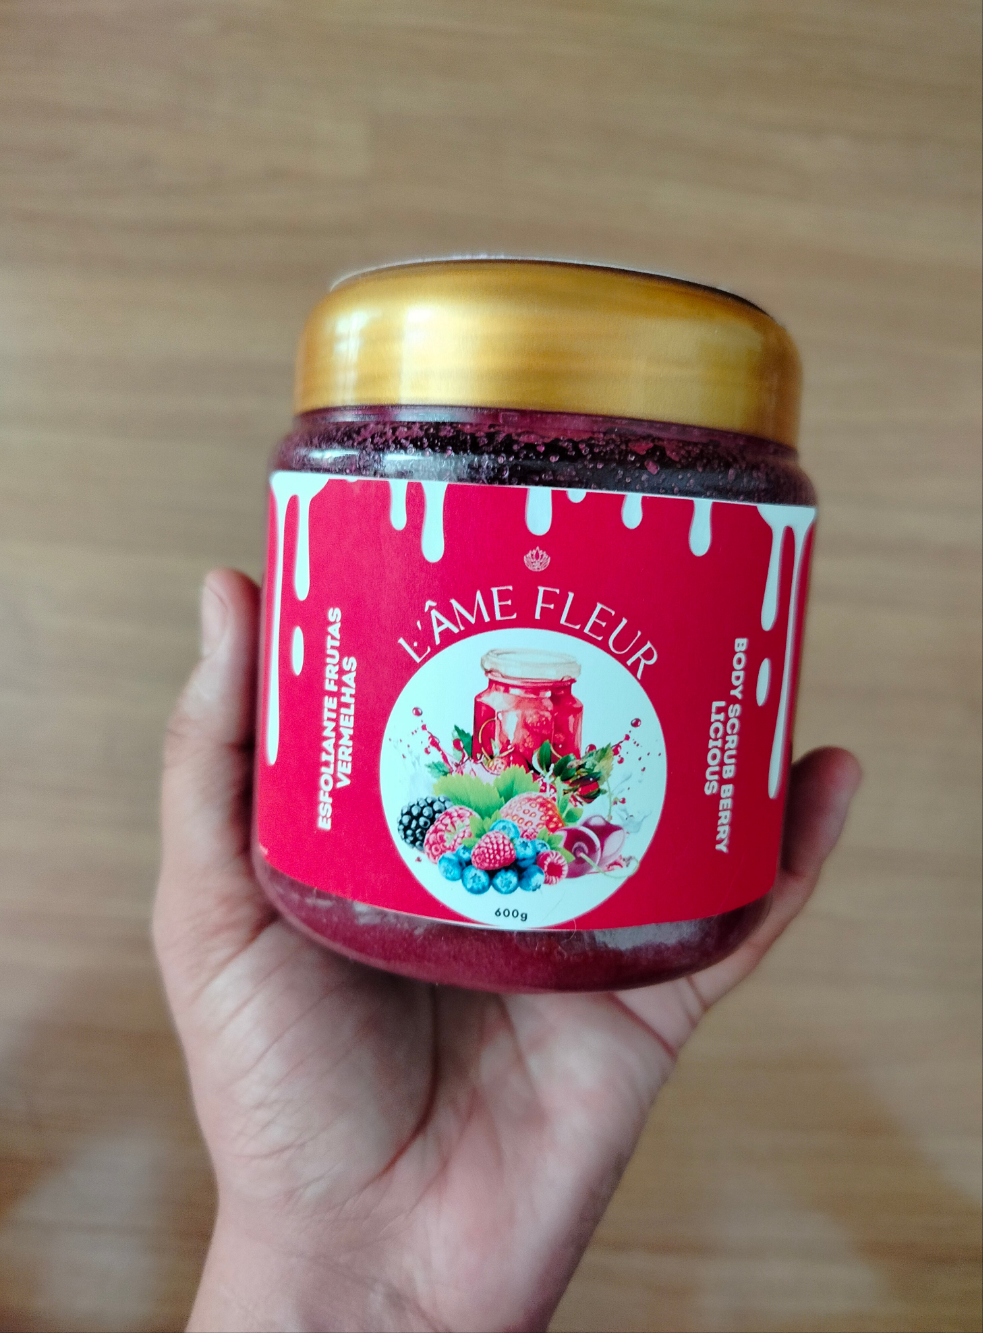 L'ÂME FLEUR
ESFOLIANTE FRUTAS
VERMELHAS
BODY SCRUB BERRY
LICIOUS
600g